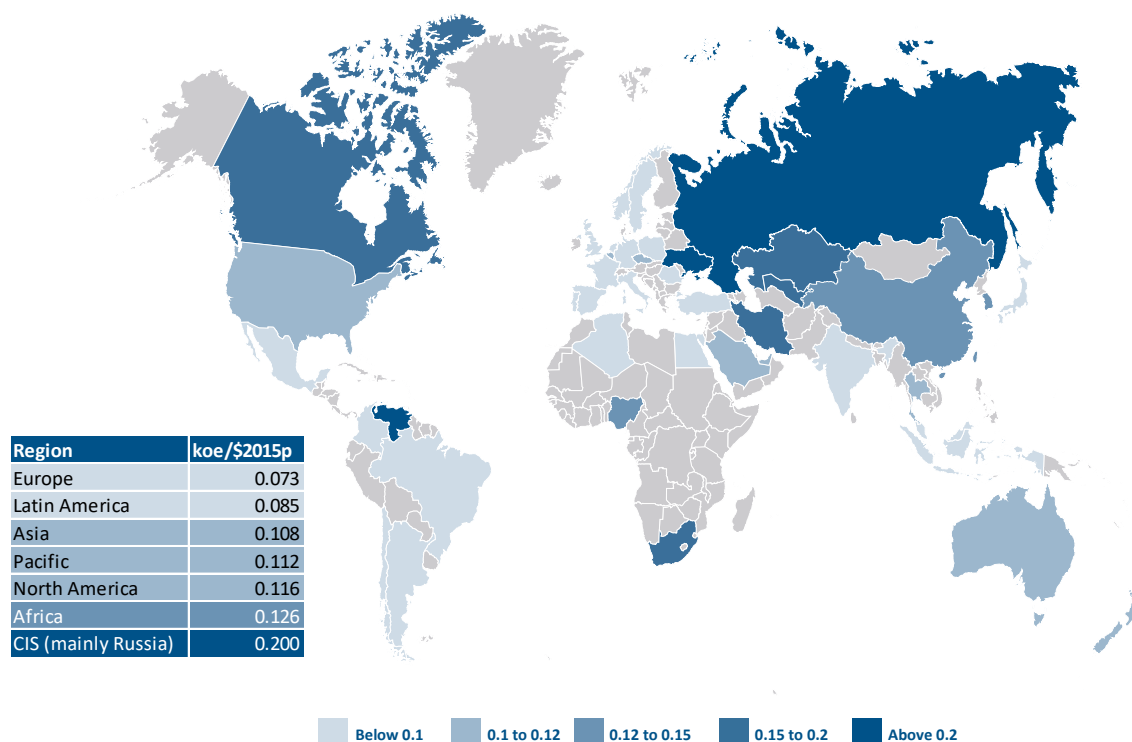 Region koe/$2015p
Europe 0.073
Latin America 0.085
Asia 0.108
Pacific 0.112
North America 0.116
Africa 0.126
CIS (mainly Russia) 0.200
Below 0.1 0.1 to 0.12 0.12 to 0.15 0.15 to 0.2 Above 0.2